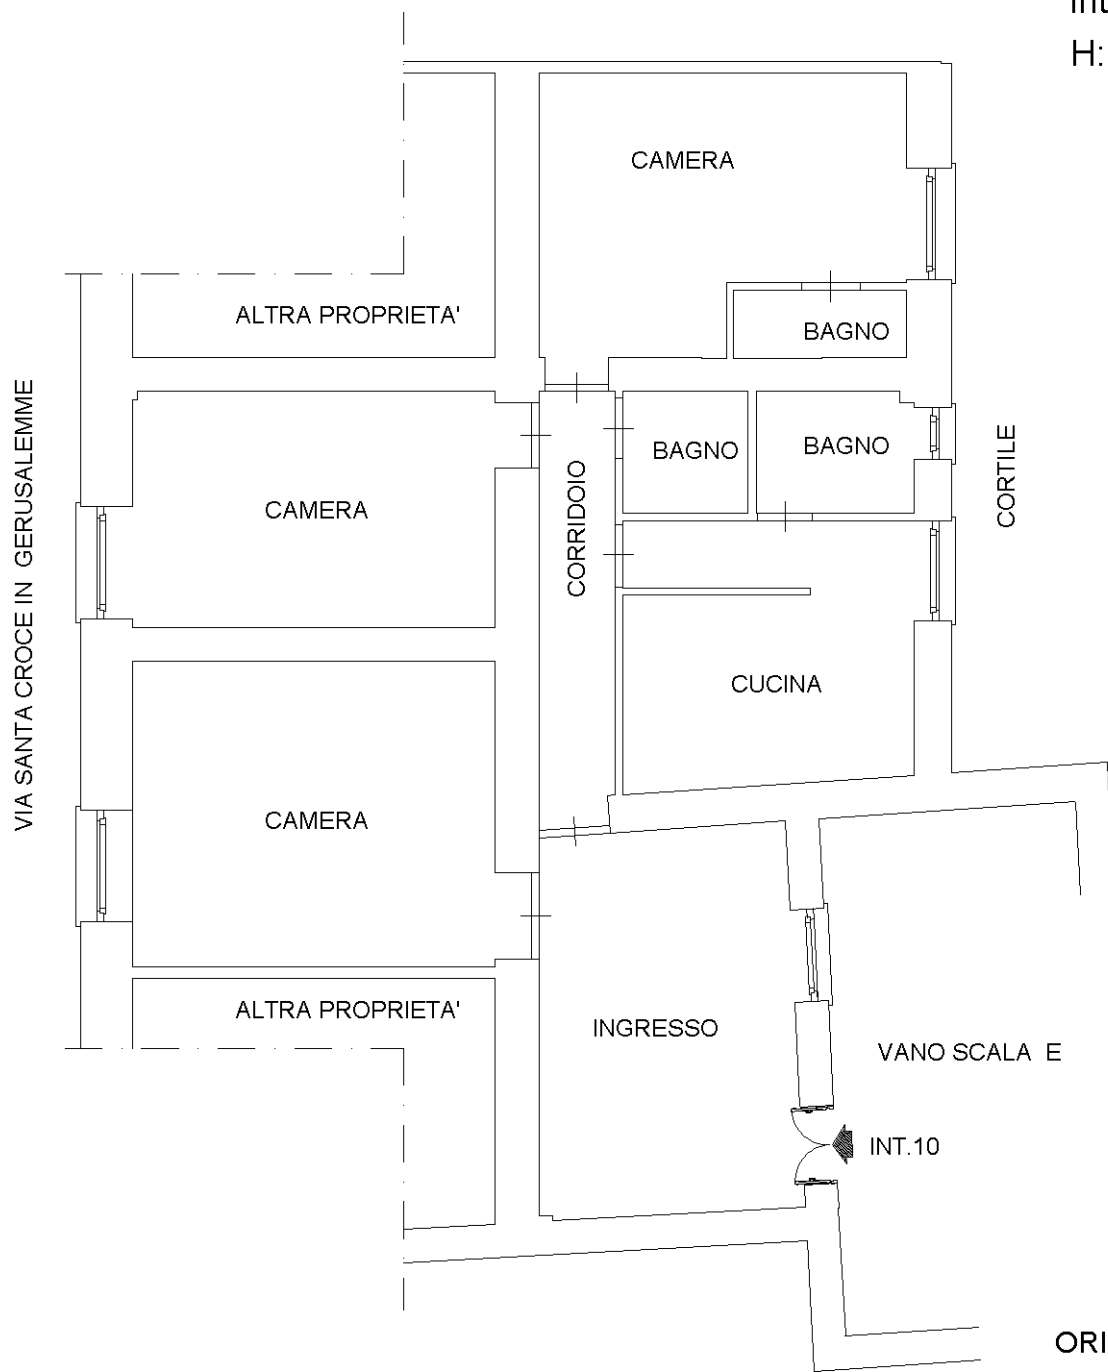 H:
CAMERA
ALTRA PROPRIETA'
BAGNO
VIA SANTA CROCE IN GERUSALEMME
CAMERA
CORRIDOIO
BAGNO
BAGNO
CORTILE
CUCINA
CAMERA
ALTRA PROPRIETA'
INGRESSO
VANO SCALA E
INT.10
ORI